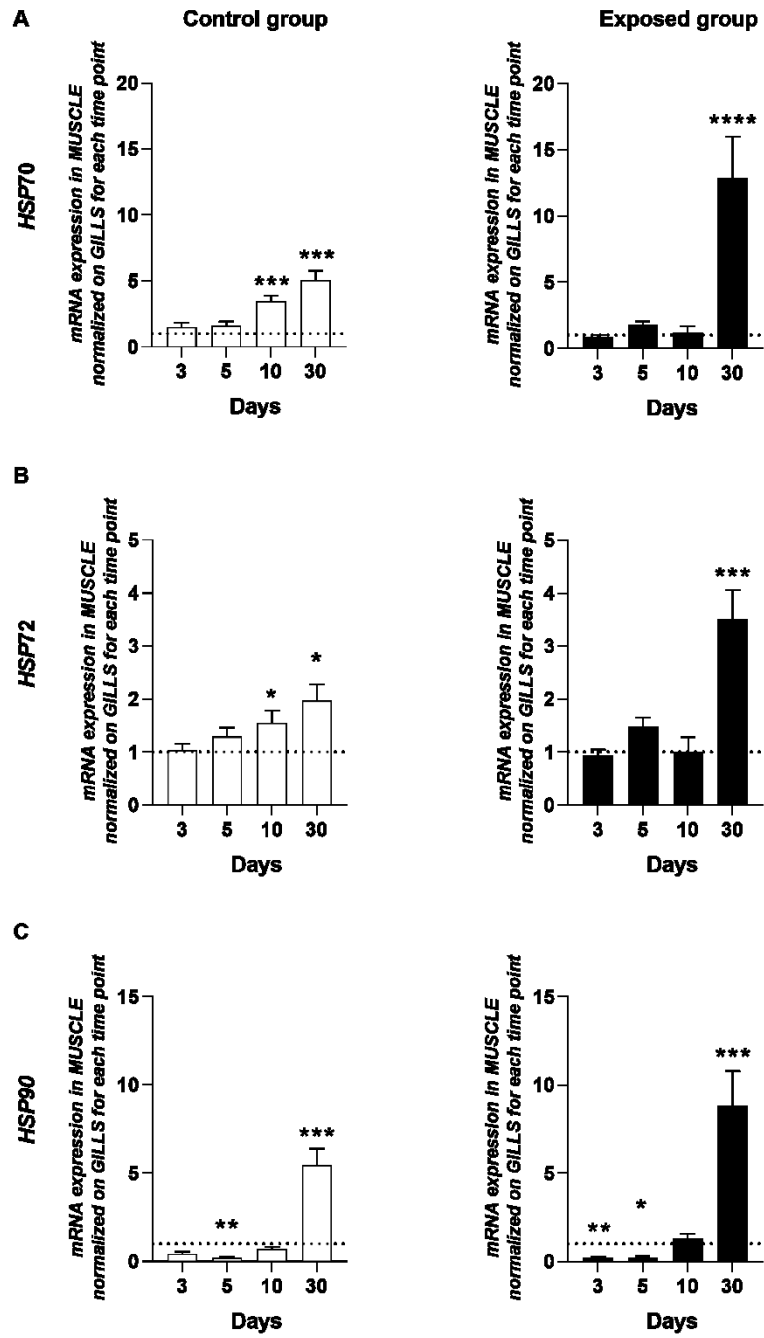 A
Control group
Exposed group
HSP70
mRNA expression in MUSCLE
normalized on GILLS for each time point
20
15
10
5
0
***
***
3 5 10 30
Days
mRNA expression in MUSCLE
normalized on GILLS for each time point
20
15
10
5
0
****
3 5 10 30
Days
B
HSP72
mRNA expression in MUSCLE
normalized on GILLS for each time point
5
4
3
2
1
0
*
*
3 5 10 30
Days
mRNA expression in MUSCLE
normalized on GILLS for each time point
5
4
3
2
1
0
***
3 5 10 30
Days
C
HSP90
mRNA expression in MUSCLE
normalized on GILLS for each time point
15
10
5
0
**
***
3 5 10 30
Days
mRNA expression in MUSCLE
normalized on GILLS for each time point
15
10
5
0
**
*
***
3 5 10 30
Days